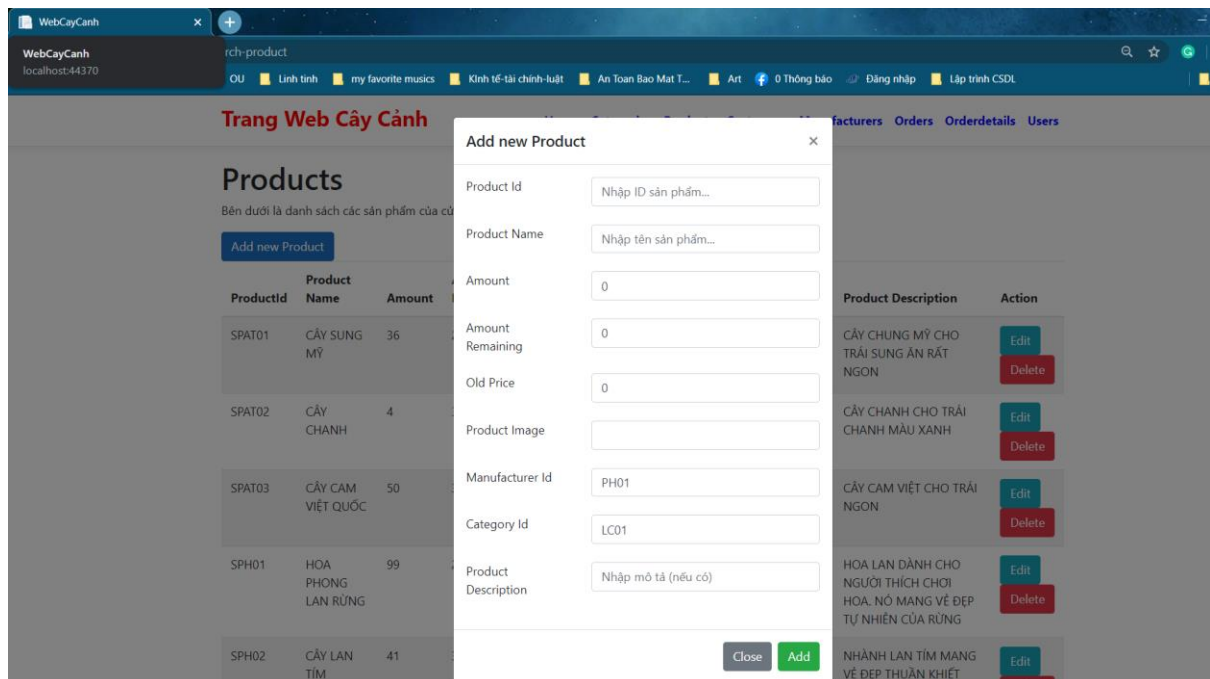 WebCayCanh
WebCayCanh
localhost:44370
rch-product
OU Linh tinh my favorite musics KInh tế-tài chính-luật An Toan Bao Mat T... Art 0 Thông báo Đăng nhập Lập trình CSDL
Trang Web Cây Cảnh
facturers Orders Orderdetails Users
Products
Bên dưới là danh sách các sản phẩm của
Add new Product
ProductId Product Name Amount Product Description Action
SPAT01 CÂY SUNG MỸ 36 CÂY CHUNG MỸ CHO TRÁI SUNG ĂN RẤT NGON Edit Delete
SPAT02 CÂY CHANH 4 CÂY CHANH CHO TRÁI CHANH MÀU XANH Edit Delete
SPAT03 CÂY CAM VIỆT QUỐC 50 CÂY CAM VIỆT CHO TRÁI NGON Edit Delete
SPH01 HOA PHONG LAN RỪNG 99 HOA LAN DÀNH CHO NGƯỜI THÍCH CHƠI HOA. NÓ MANG VẺ ĐẸP TỰ NHIÊN CỦA RỪNG Edit Delete
SPH02 CÂY LAN TÍM 41 NHÀNH LAN TÍM MANG VẺ ĐẸP THUẦN KHIẾT Edit
Add new Product ×
Product Id Nhập ID sản phẩm...
Product Name Nhập tên sản phẩm...
Amount 0
Amount Remaining 0
Old Price 0
Product Image
Manufacturer Id PH01
Category Id LC01
Product Description Nhập mô tả (nếu có)
Close Add